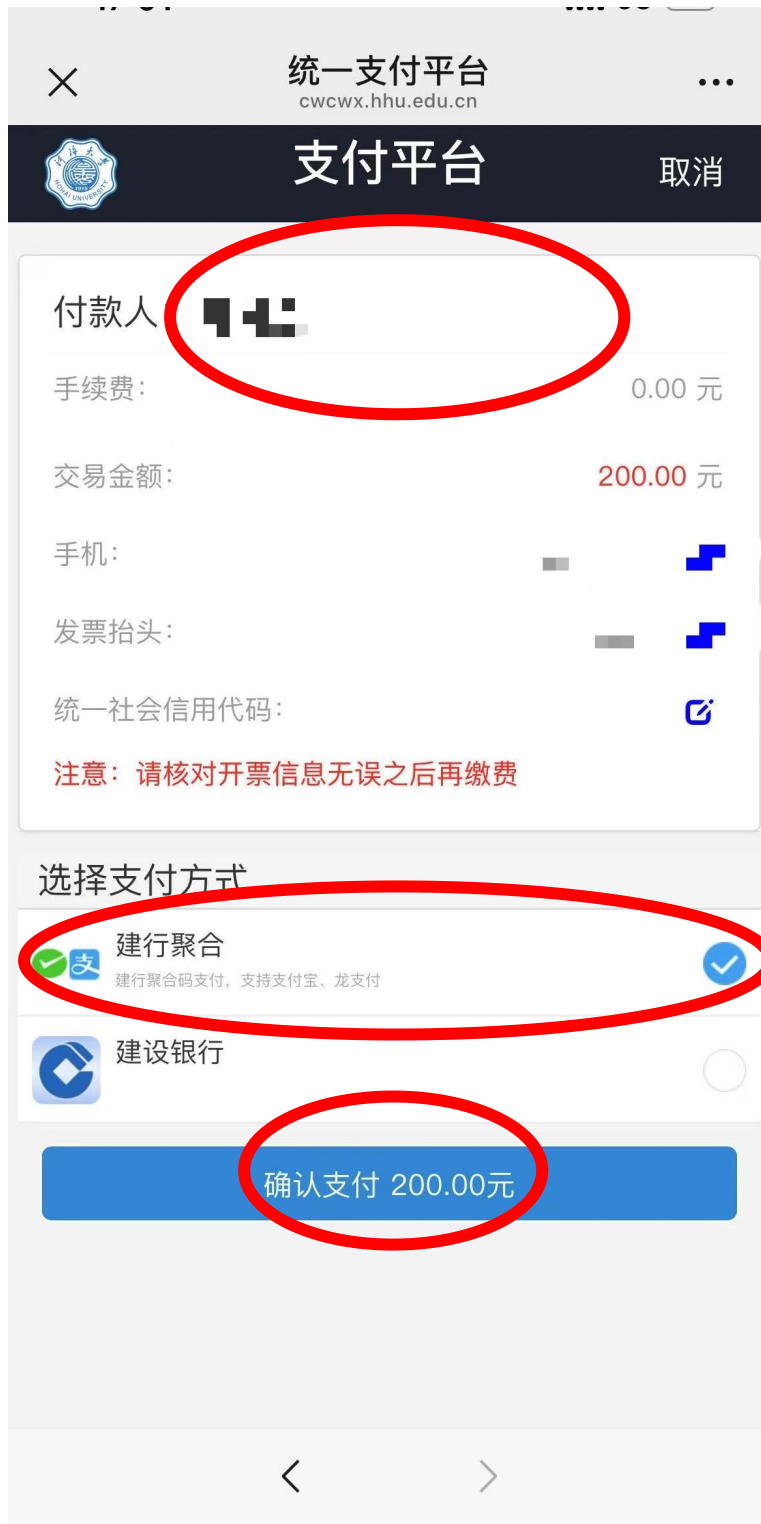 统一支付平台
cwcwx.hhu.edu.cn
支付平台
取消
付款人
手续费： 0.00 元
交易金额： 200.00 元
手机：
发票抬头：
统一社会信用代码：
注意：请核对开票信息无误之后再缴费
选择支付方式
建行聚合
建行聚合码支付，支持支付宝、龙支付
建设银行
确认支付 200.00元